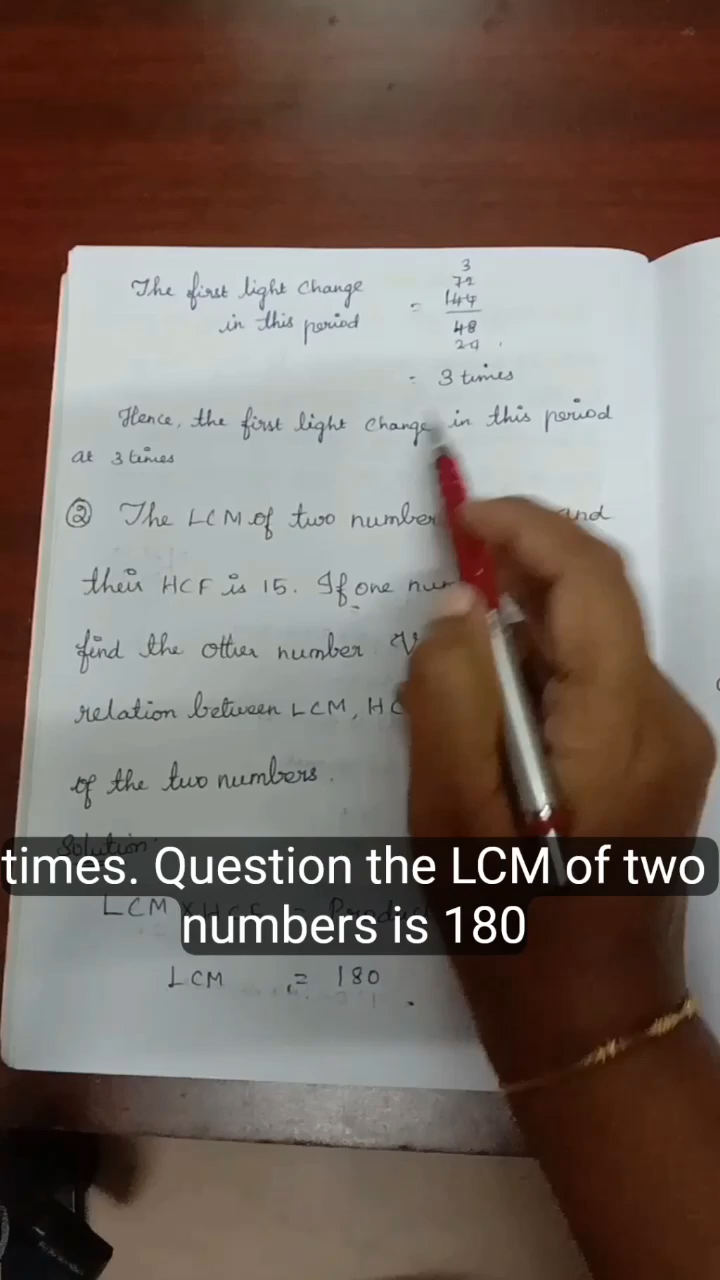 The first light change
in this period
=
3
72
144
48
24
= 3 times
Hence, the first light change in this period
at 3 times
② The LCM of two number and
their HCF is 15. If one
find the other number.
relation between LCM,
of the two numbers.
Solution:
times. Question the LCM of two
numbers is 180
LCM
LCM = 180